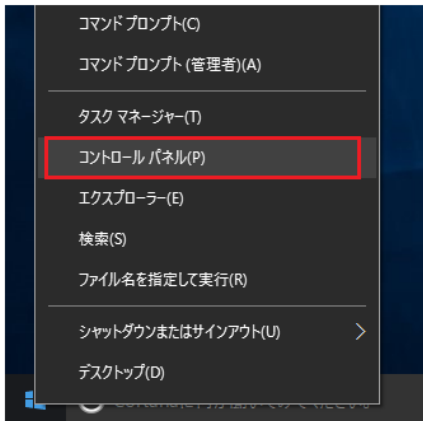 コマンド プロンプト(C)
コマンド プロンプト (管理者)(A)
タスク マネージャー(T)
コントロール パネル(P)
エクスプローラー(E)
検索(S)
ファイル名を指定して実行(R)
シャットダウンまたはサインアウト(U)
デスクトップ(D)